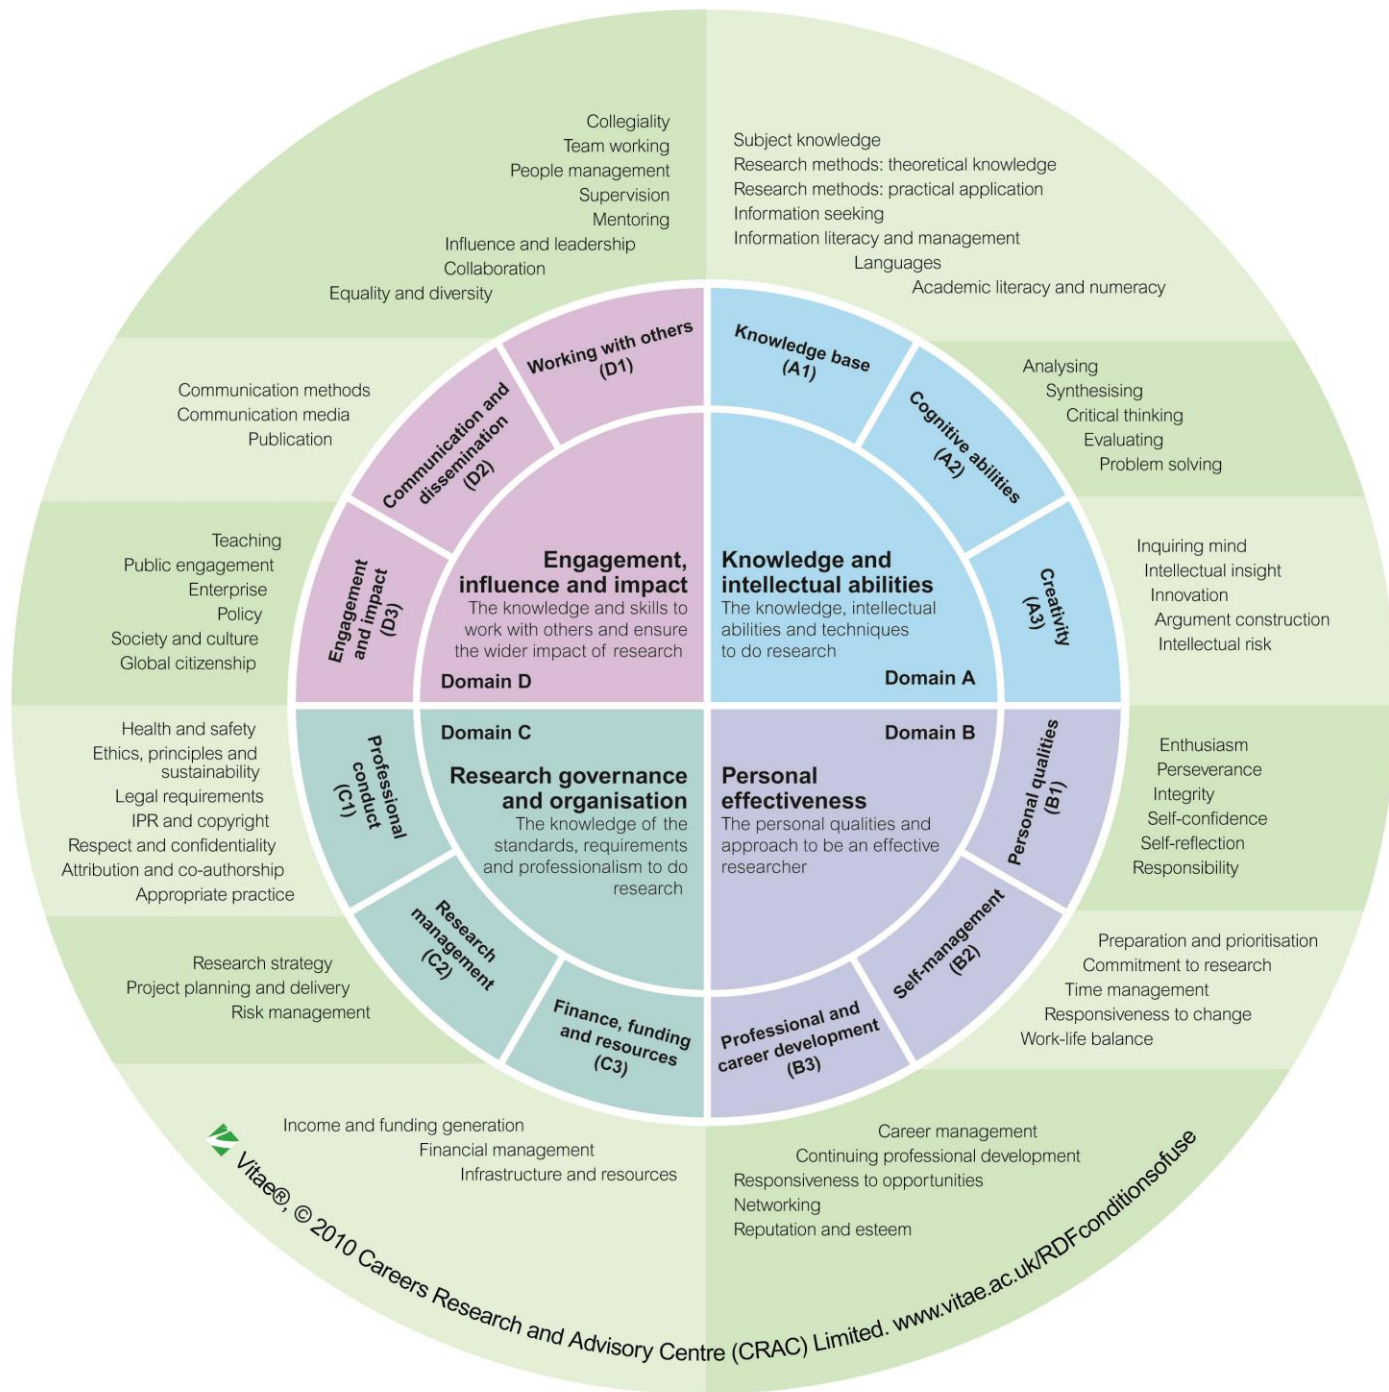 Collegiality
Team working
People management
Supervision
Mentoring
Influence and leadership
Collaboration
Equality and diversity
Subject knowledge
Research methods: theoretical knowledge
Research methods: practical application
Information seeking
Information literacy and management
Languages
Academic literacy and numeracy
Working with others
(D1)
Knowledge base
(A1)
Communication methods
Communication media
Publication
Communication and
dissemination
(D2)
Cognitive abilities
(A2)
Analysing
Synthesising
Critical thinking
Evaluating
Problem solving
Teaching
Public engagement
Enterprise
Policy
Society and culture
Global citizenship
Engagement
and impact
(D3)
Engagement,
influence and impact
The knowledge and skills to
work with others and ensure
the wider impact of research
Domain D
Knowledge and
intellectual abilities
The knowledge, intellectual
abilities and techniques
to do research
Domain A
Creativity
(A3)
Inquiring mind
Intellectual insight
Innovation
Argument construction
Intellectual risk
Health and safety
Ethics, principles and
sustainability
Legal requirements
IPR and copyright
Respect and confidentiality
Attribution and co-authorship
Appropriate practice
Professional
conduct
(C1)
Domain C
Research governance
and organisation
The knowledge of the
standards, requirements
and professionalism to do
research
Domain B
Personal
effectiveness
The personal qualities and
approach to be an effective
researcher
Personal qualities
(B1)
Enthusiasm
Perseverance
Integrity
Self-confidence
Self-reflection
Responsibility
Research strategy
Project planning and delivery
Risk management
Research
management
(C2)
Self-management
(B2)
Preparation and prioritisation
Commitment to research
Time management
Responsiveness to change
Work-life balance
Finance, funding
and resources
(C3)
Professional and
career development
(B3)
Income and funding generation
Financial management
Infrastructure and resources
Career management
Continuing professional development
Responsiveness to opportunities
Networking
Reputation and esteem
Vitae®, © 2010 Careers Research and Advisory Centre (CRAC) Limited. www.vitae.ac.uk/RDFconditionsofuse